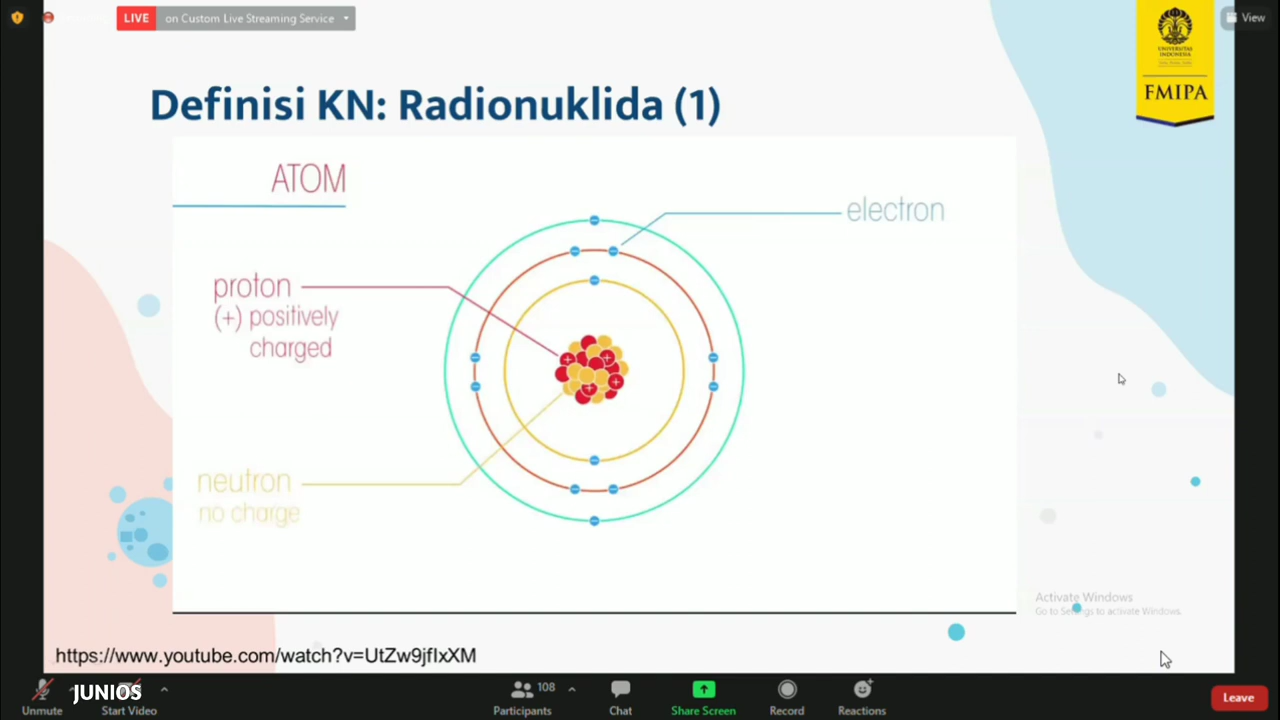 LIVE on Custom Live Streaming Service
View
UNIVERSITAS
INDONESIA
FMIPA
Definisi KN: Radionuklida (1)
ATOM
electron
proton
(+) positively
charged
neutron
no charge
Activate Windows
Go to Settings to activate Windows.
https://www.youtube.com/watch?v=UtZw9jfIxXM
JUNIOS
108
Unmute
Start Video
Participants
Chat
Share Screen
Record
Reactions
Leave